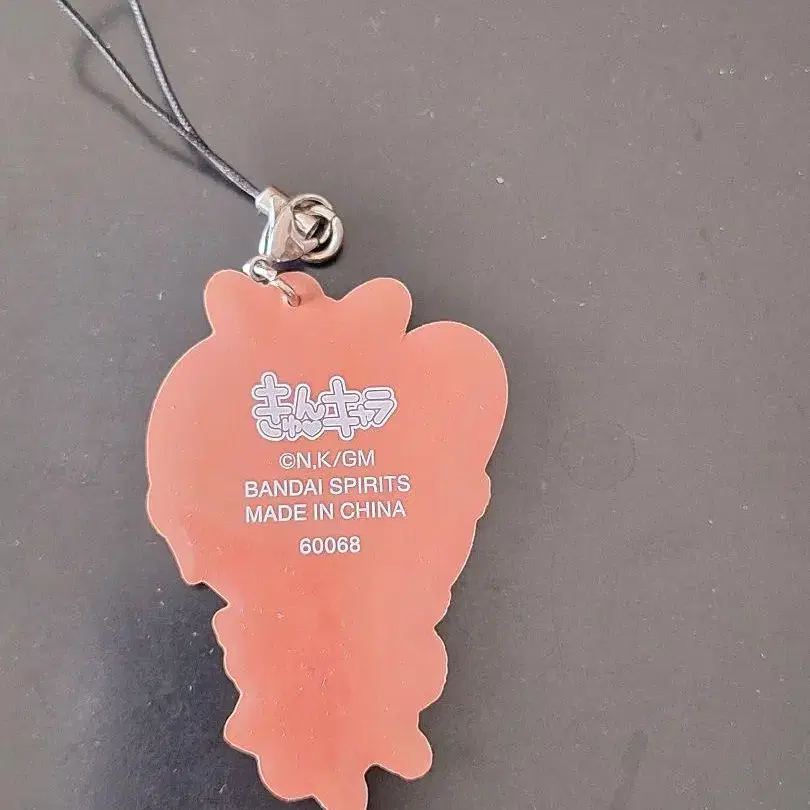 きゅんキャラ
©N,K/GM
BANDAI SPIRITS
MADE IN CHINA
60068